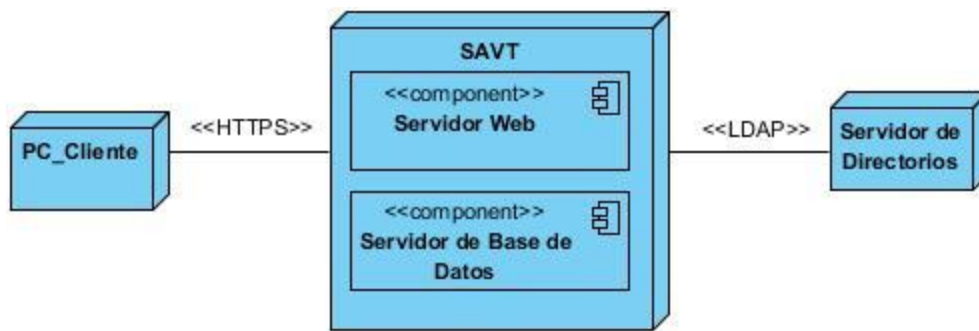 PC_Cliente
<<HTTPS>>
SAVT
<<component>>
Servidor Web
<<component>>
Servidor de Base de
Datos
<<LDAP>>
Servidor de
Directorios